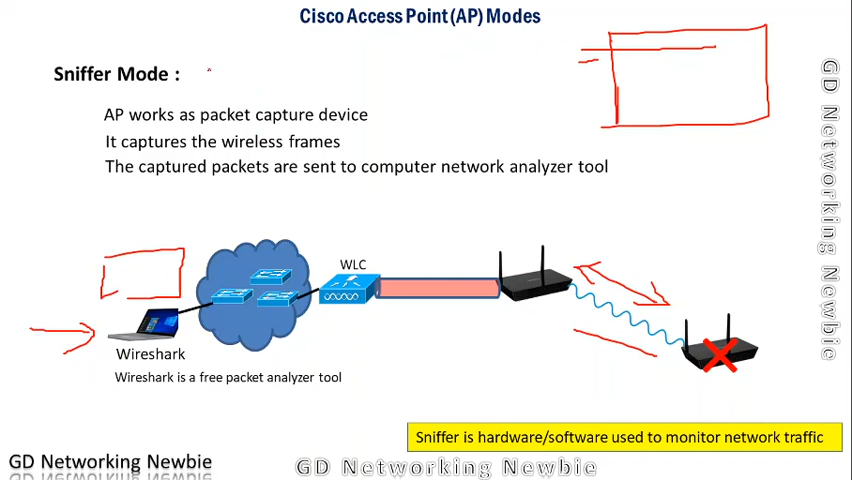 Cisco Access Point (AP) Modes
Sniffer Mode :
AP works as packet capture device
It captures the wireless frames
The captured packets are sent to computer network analyzer tool
WLC
Wireshark
Wireshark is a free packet analyzer tool
Sniffer is hardware/software used to monitor network traffic
GD Networking Newbie
GD Networking Newbie
GD Networking Newbie